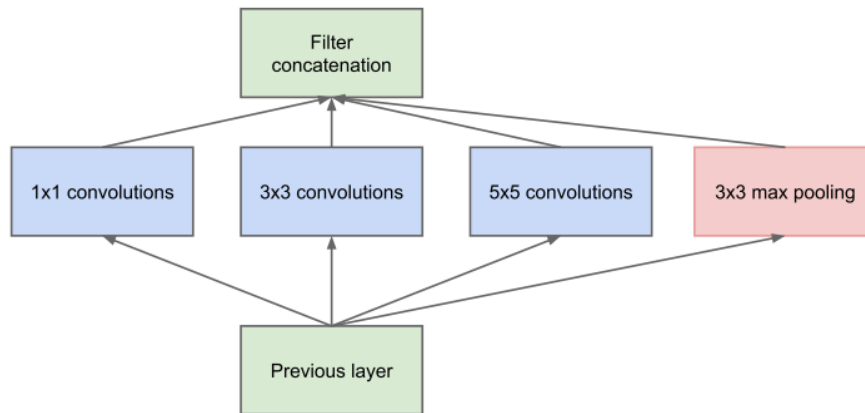 Filter
concatenation
1x1 convolutions
3x3 convolutions
5x5 convolutions
3x3 max pooling
Previous layer